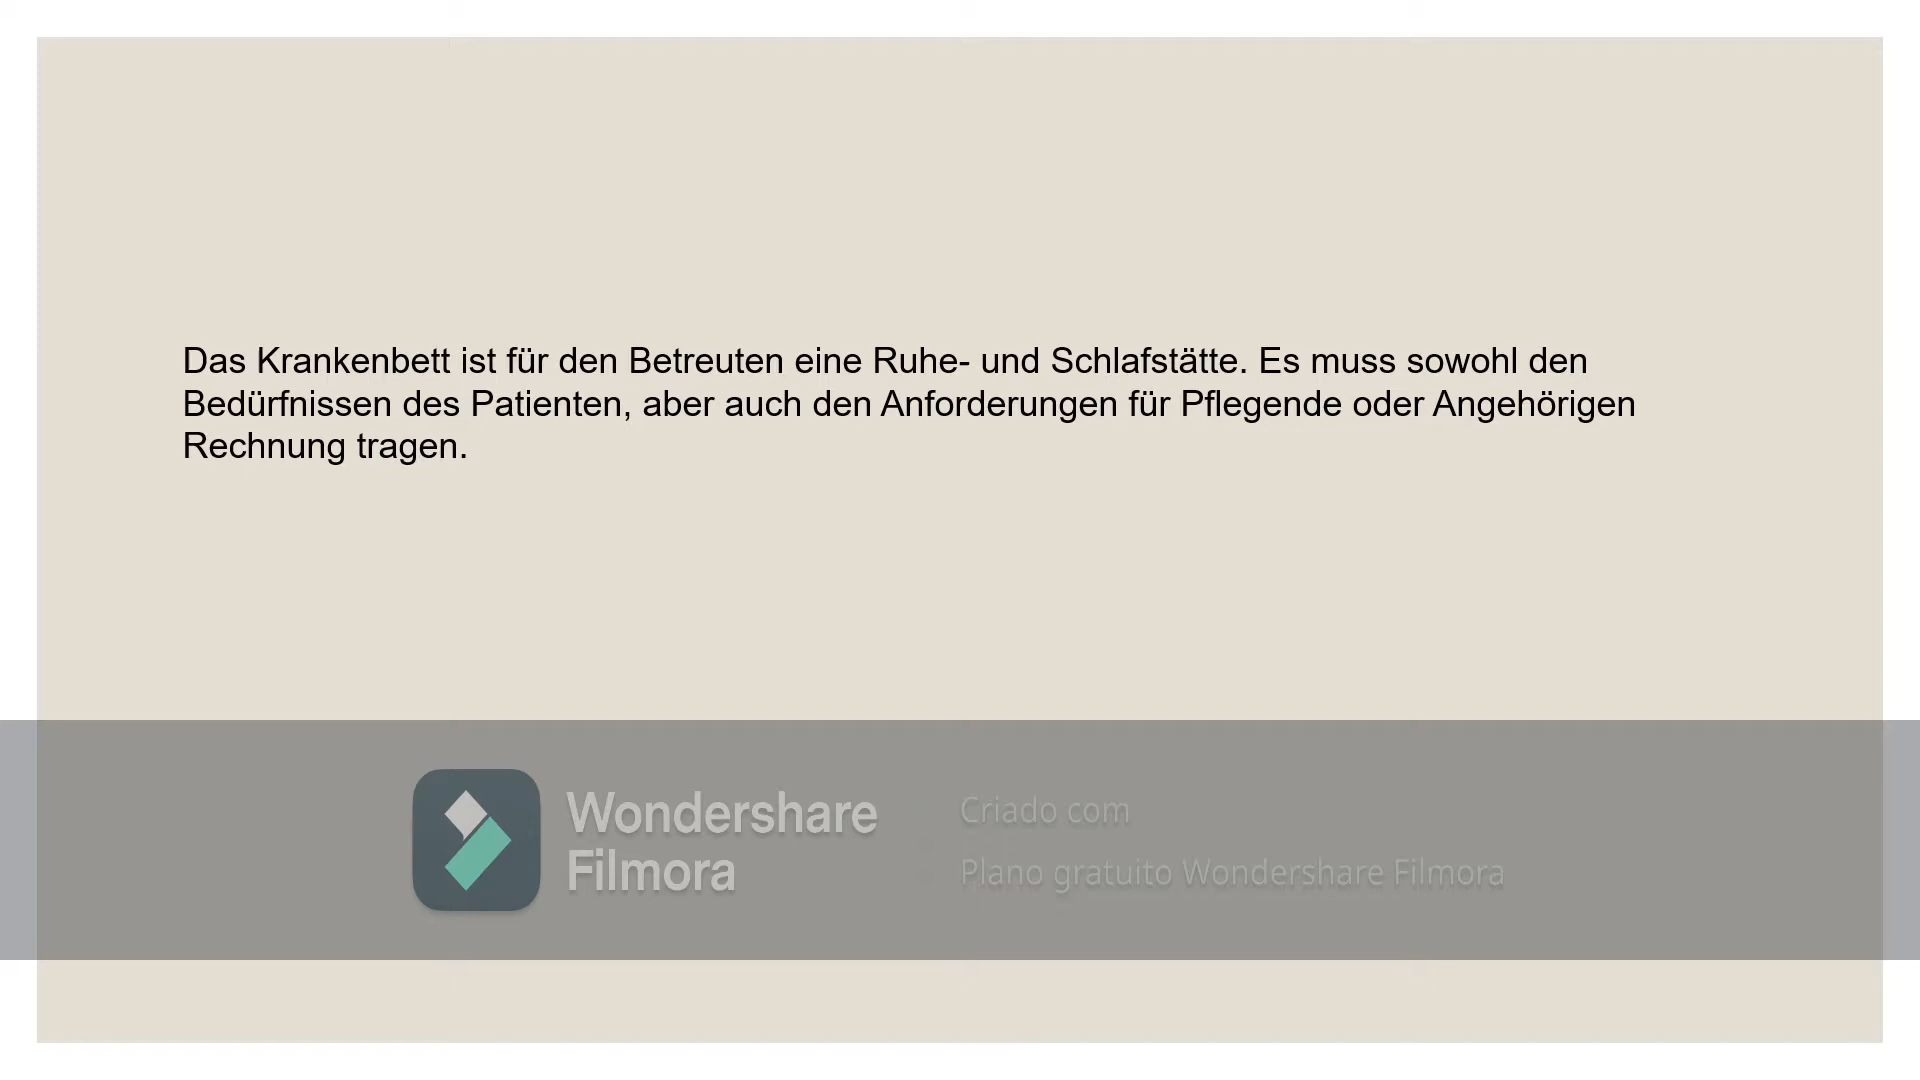 Das Krankenbett ist für den Betreuten eine Ruhe- und Schlafstätte. Es muss sowohl den
Bedürfnissen des Patienten, aber auch den Anforderungen für Pflegende oder Angehörigen
Rechnung tragen.
Wondershare
Filmora
Criado com
Plano gratuito Wondershare Filmora